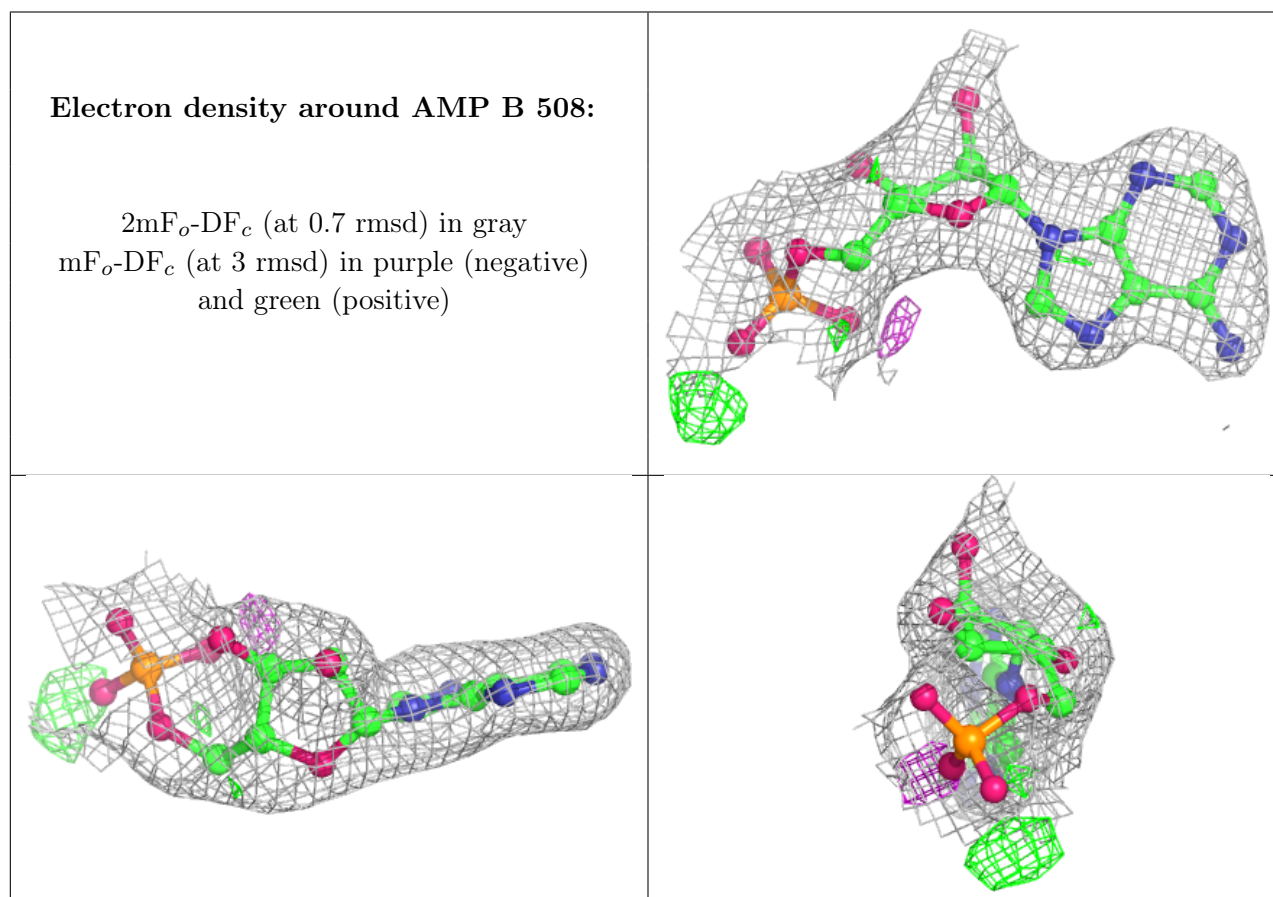 Electron density around AMP B 508:
2mFₒ-DF𝒸 (at 0.7 rmsd) in gray
mFₒ-DF𝒸 (at 3 rmsd) in purple (negative)
and green (positive)